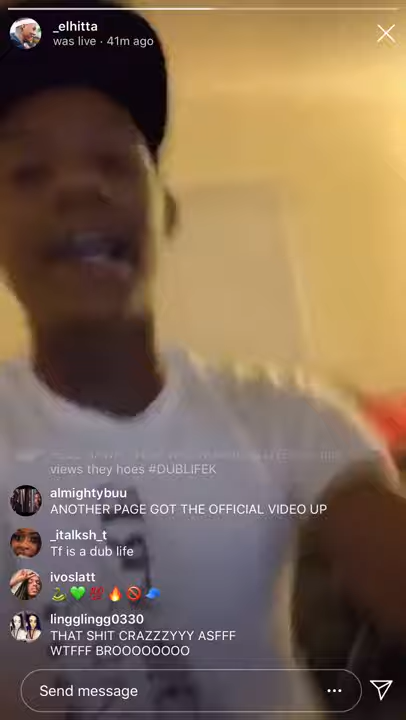 _elhitta
was live · 41m ago
views they hoes #DUBLIFEK
almightybuu
ANOTHER PAGE GOT THE OFFICIAL VIDEO UP
_italksh_t
Tf is a dub life
ivoslatt
🐍💚💯🔥🚫🧢
lingglingg0330
THAT SHIT CRAZZZYYY ASFFF
WTFFF BROOOOOOOO
Send message